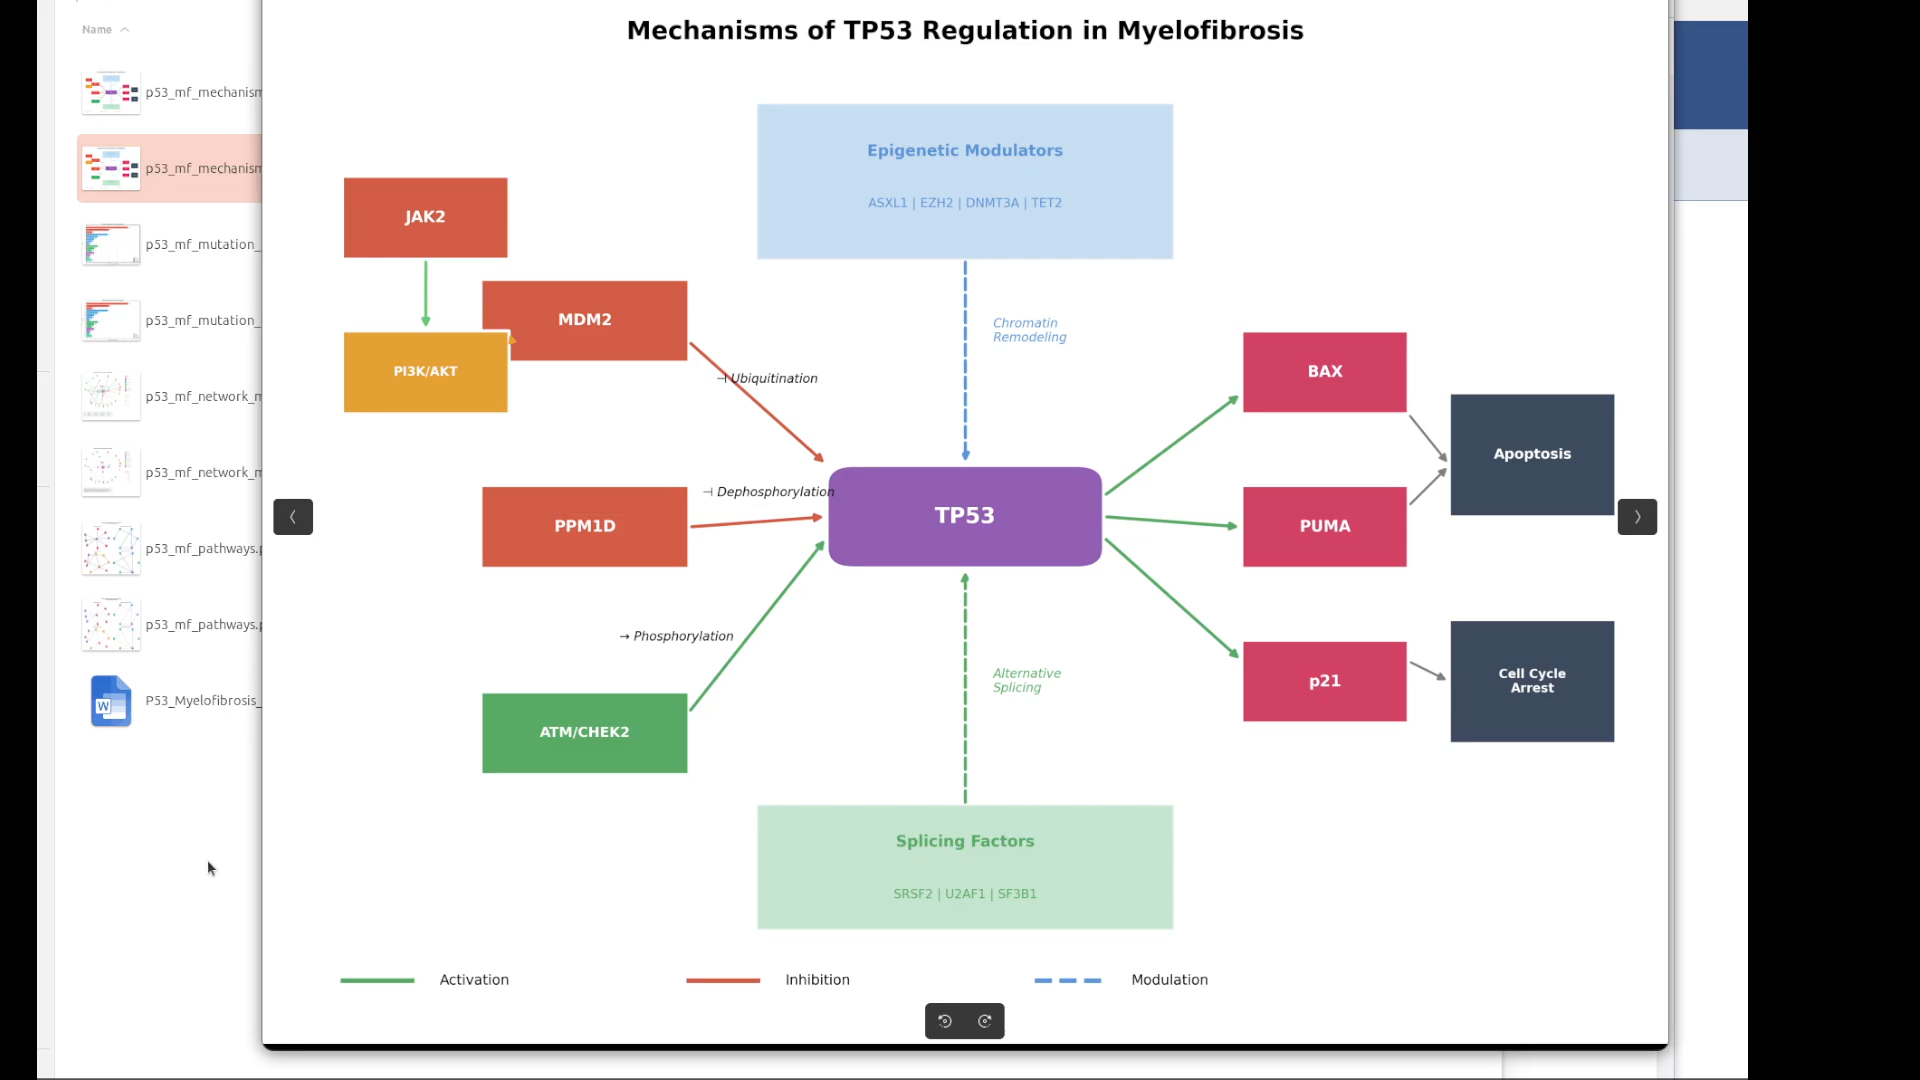 Mechanisms of TP53 Regulation in Myelofibrosis
Name
p53_mf_mechanism
p53_mf_mechanism
p53_mf_mutation_
p53_mf_mutation_
p53_mf_network_m
p53_mf_network_m
p53_mf_pathways.p
p53_mf_pathways.p
P53_Myelofibrosis_
Epigenetic Modulators
ASXL1 | EZH2 | DNMT3A | TET2
JAK2
MDM2
Chromatin
Remodeling
PI3K/AKT
⊣ Ubiquitination
BAX
Apoptosis
⊣ Dephosphorylation
PPM1D
TP53
PUMA
→ Phosphorylation
Alternative
Splicing
p21
Cell Cycle
Arrest
ATM/CHEK2
Splicing Factors
SRSF2 | U2AF1 | SF3B1
Activation
Inhibition
Modulation